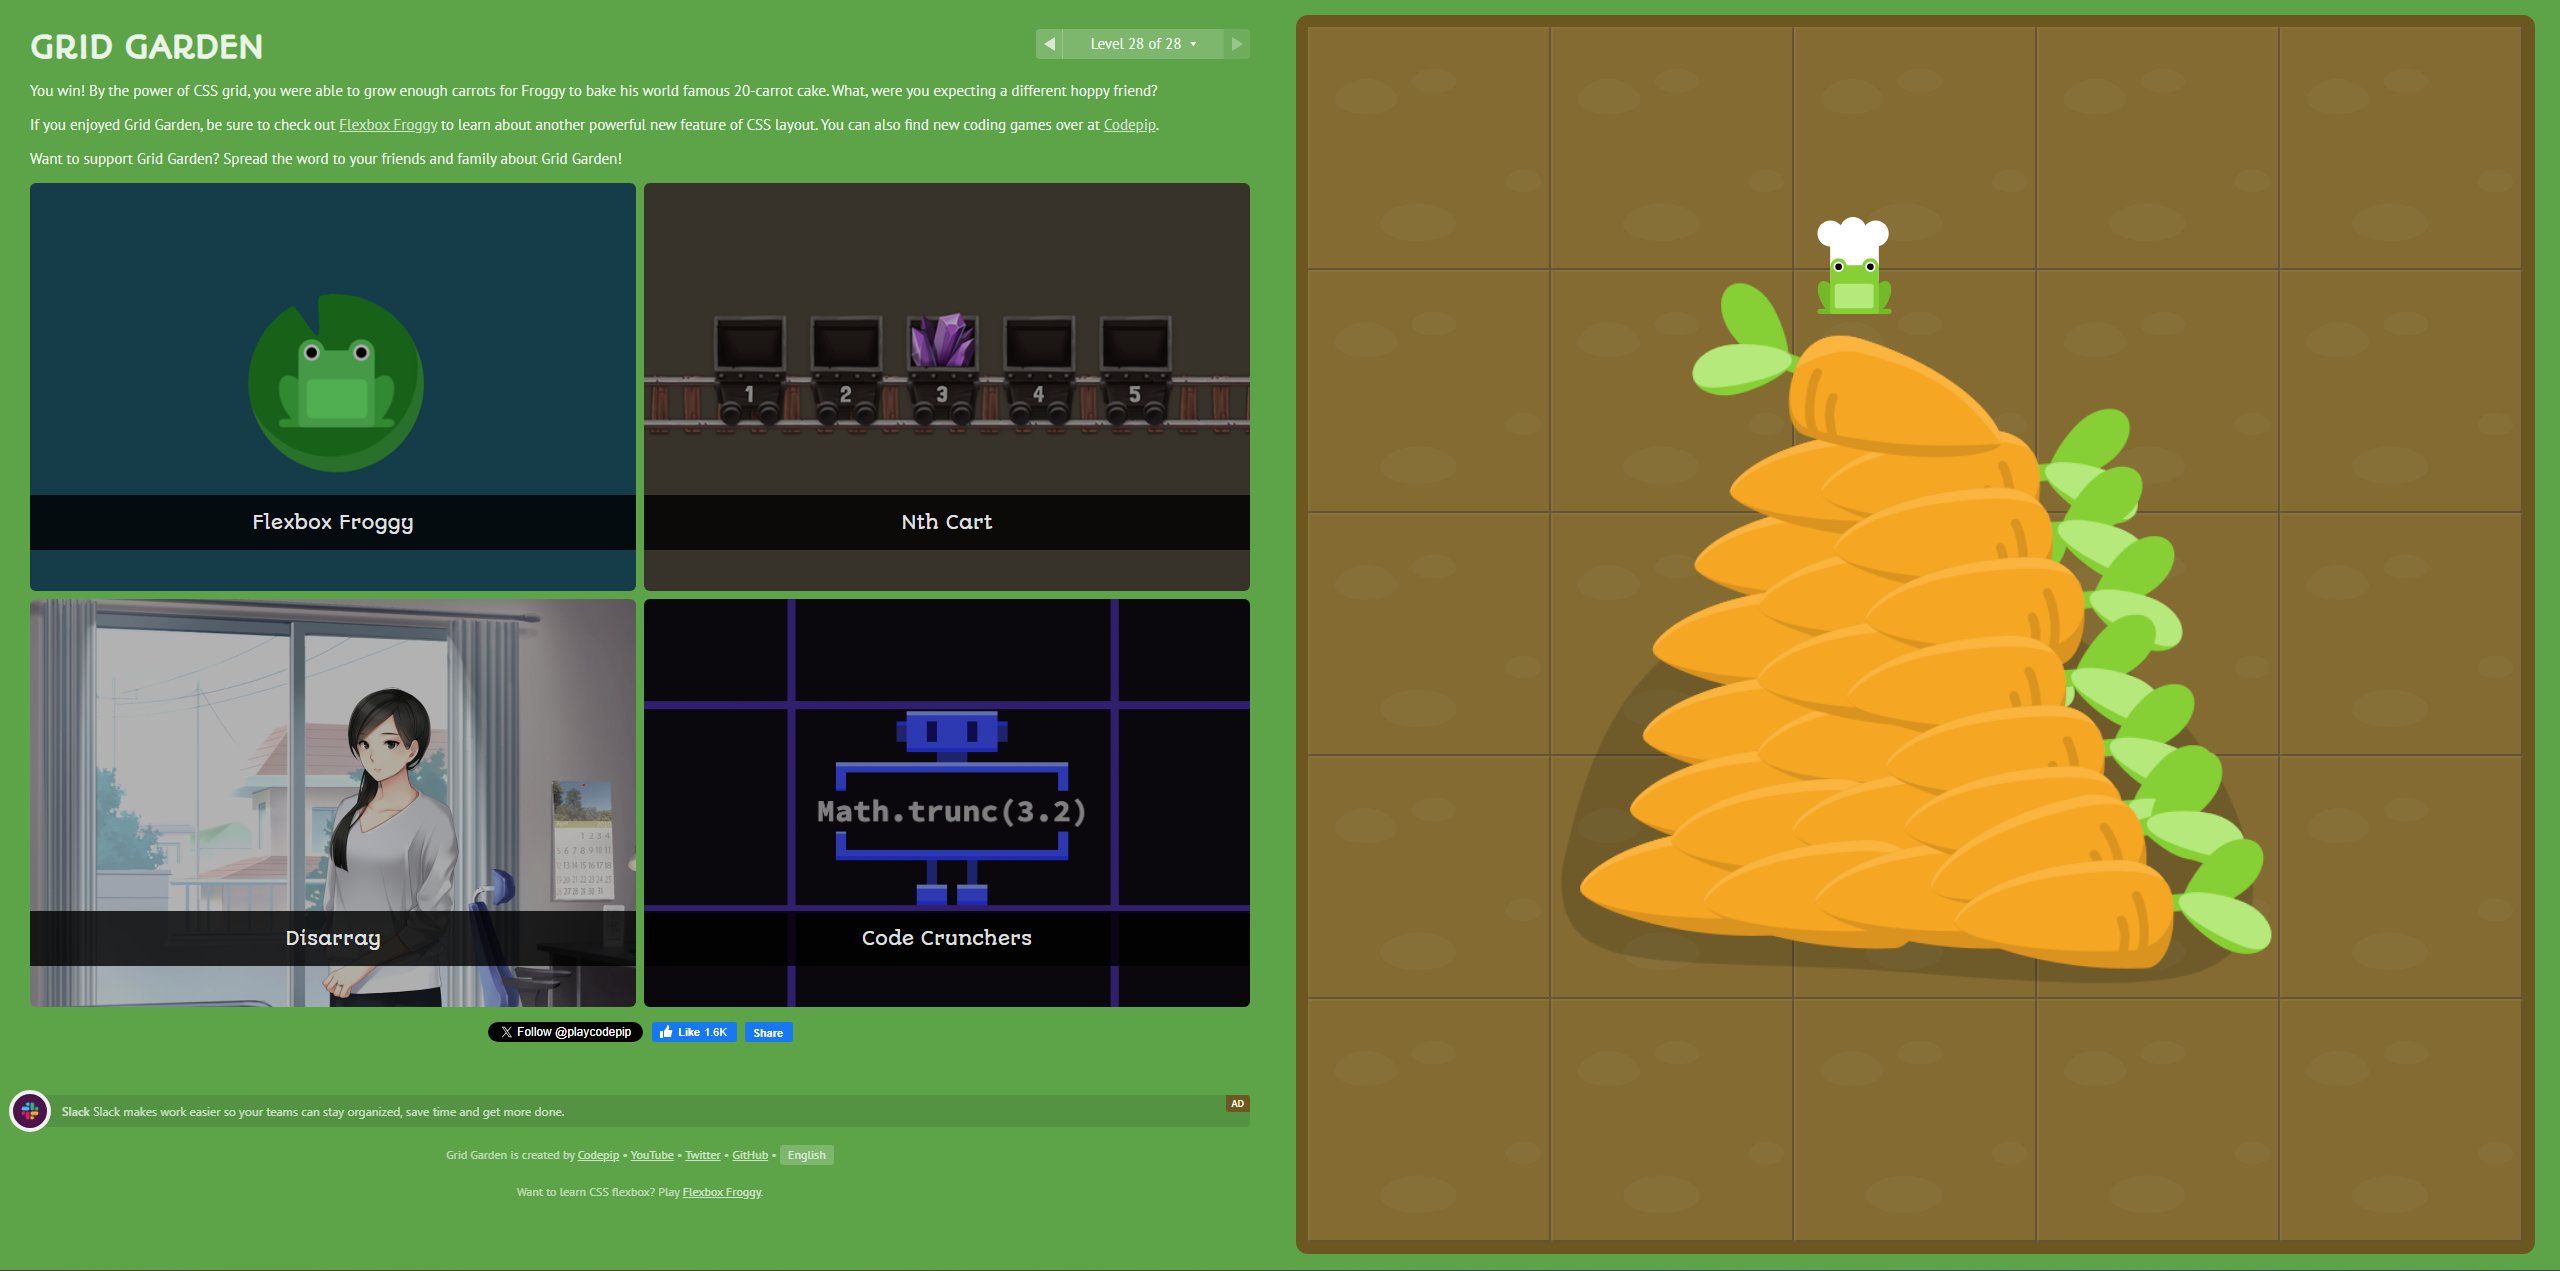 GRID GARDEN
Level 28 of 28
You win! By the power of CSS grid, you were able to grow enough carrots for Froggy to bake his world famous 20-carrot cake. What, were you expecting a different hoppy friend?
If you enjoyed Grid Garden, be sure to check out Flexbox Froggy to learn about another powerful new feature of CSS layout. You can also find new coding games over at Codepip.
Want to support Grid Garden? Spread the word to your friends and family about Grid Garden!
1 2 3 4 5
Flexbox Froggy
Nth Cart
Math.trunc(3.2)
Disarray
Code Crunchers
Follow @playcodepip
Like 1.6K
Share
Slack Slack makes work easier so your teams can stay organized, save time and get more done.
AD
Grid Garden is created by Codepip • YouTube • Twitter • GitHub • English
Want to learn CSS flexbox? Play Flexbox Froggy.